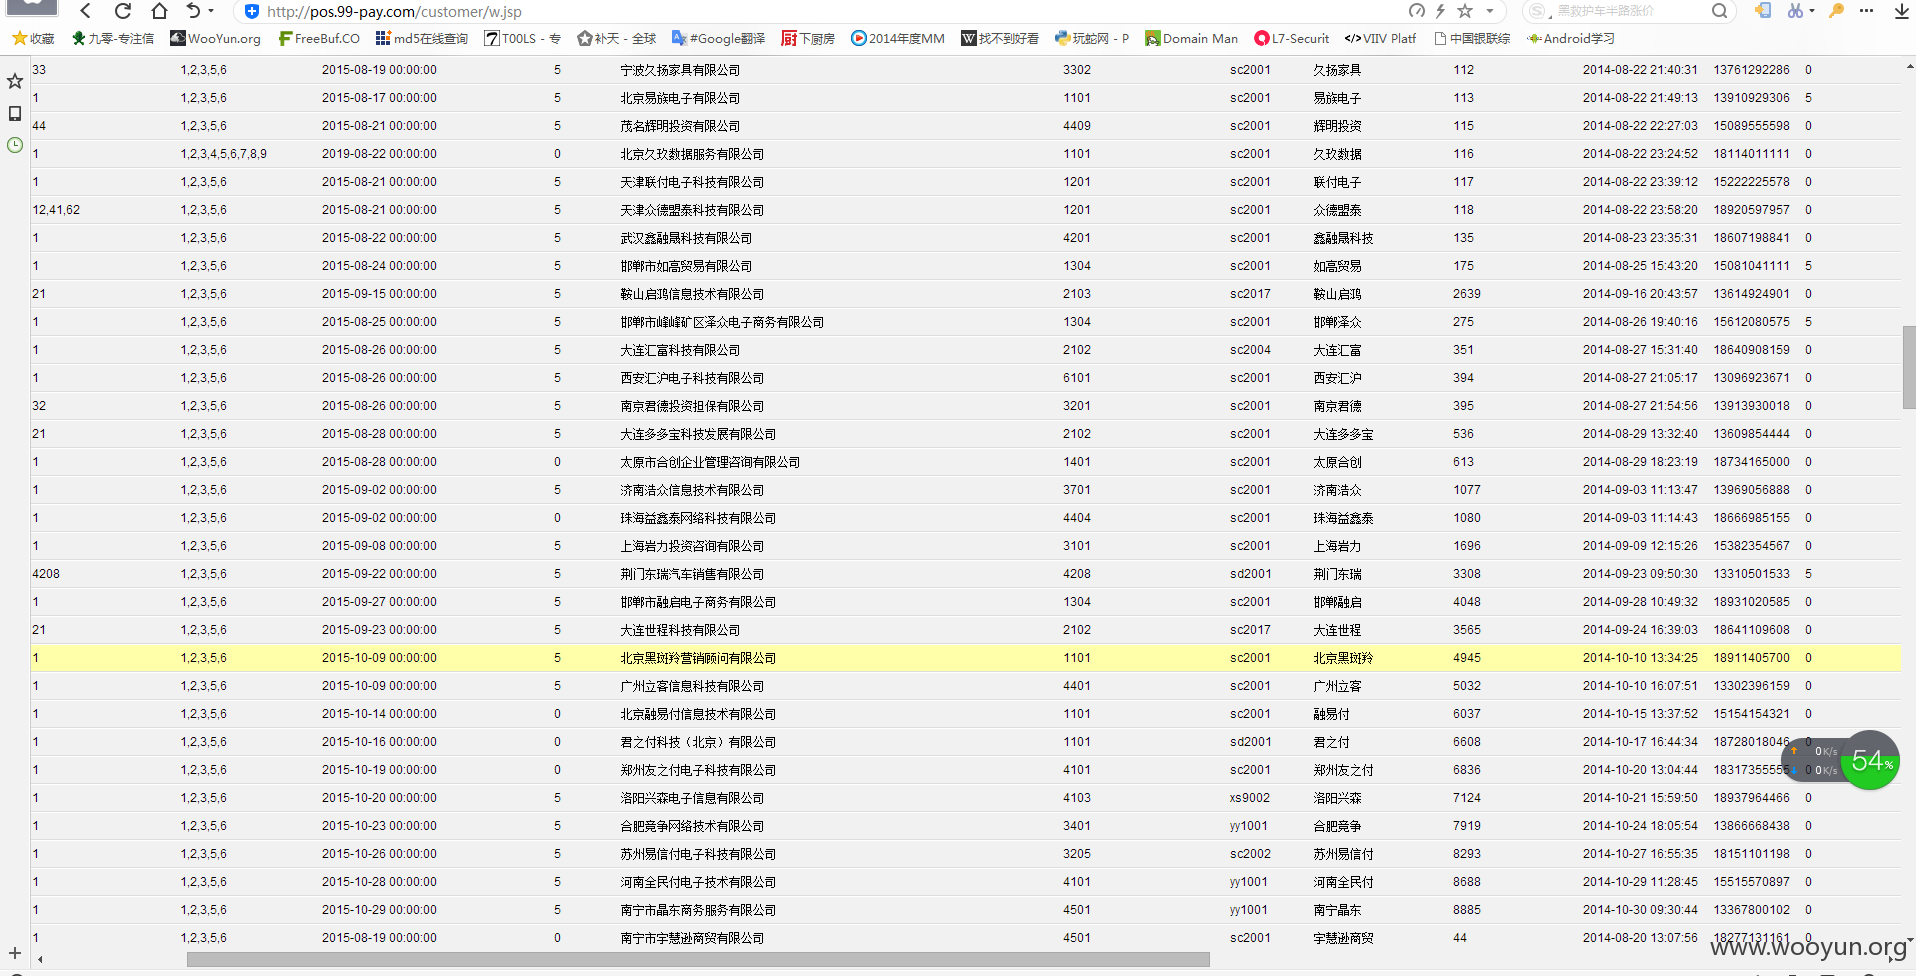 http://pos.99-pay.com/customer/w.jsp 黑救护车半路涨价
收藏 九零-专注信 WooYun.org FreeBuf.CO md5在线查询 T00LS - 专 补天 - 全球 #Google翻译 下厨房 2014年度MM 找不到好看 玩蛇网 - P Domain Man L7-Securit VIIV Platf 中国银联综 Android学习
33 1,2,3,5,6 2015-08-19 00:00:00 5 宁波久扬家具有限公司 3302 sc2001 久扬家具 112 2014-08-22 21:40:31 13761292286 0
1 1,2,3,5,6 2015-08-17 00:00:00 5 北京易族电子有限公司 1101 sc2001 易族电子 113 2014-08-22 21:49:13 13910929306 5
44 1,2,3,5,6 2015-08-21 00:00:00 5 茂名辉明投资有限公司 4409 sc2001 辉明投资 115 2014-08-22 22:27:03 15089555598 0
1 1,2,3,4,5,6,7,8,9 2019-08-22 00:00:00 0 北京久玖数据服务有限公司 1101 sc2001 久玖数据 116 2014-08-22 23:24:52 18114011111 0
1 1,2,3,5,6 2015-08-21 00:00:00 5 天津联付电子科技有限公司 1201 sc2001 联付电子 117 2014-08-22 23:39:12 15222225578 0
12,41,62 1,2,3,5,6 2015-08-21 00:00:00 5 天津众德盟泰科技有限公司 1201 sc2001 众德盟泰 118 2014-08-22 23:58:20 18920597957 0
1 1,2,3,5,6 2015-08-22 00:00:00 5 武汉鑫融晟科技有限公司 4201 sc2001 鑫融晟科技 135 2014-08-23 23:35:31 18607198841 0
1 1,2,3,5,6 2015-08-24 00:00:00 5 邯郸市如高贸易有限公司 1304 sc2001 如高贸易 175 2014-08-25 15:43:20 15081041111 5
21 1,2,3,5,6 2015-09-15 00:00:00 5 鞍山启鸿信息技术有限公司 2103 sc2017 鞍山启鸿 2639 2014-09-16 20:43:57 13614924901 0
1 1,2,3,5,6 2015-08-25 00:00:00 5 邯郸市峰峰矿区泽众电子商务有限公司 1304 sc2001 邯郸泽众 275 2014-08-26 19:40:16 15612080575 5
1 1,2,3,5,6 2015-08-26 00:00:00 5 大连汇富科技有限公司 2102 sc2004 大连汇富 351 2014-08-27 15:31:40 18640908159 0
1 1,2,3,5,6 2015-08-26 00:00:00 5 西安汇沪电子科技有限公司 6101 sc2001 西安汇沪 394 2014-08-27 21:05:17 13096923671 0
32 1,2,3,5,6 2015-08-26 00:00:00 5 南京君德投资担保有限公司 3201 sc2001 南京君德 395 2014-08-27 21:54:56 13913930018 0
21 1,2,3,5,6 2015-08-28 00:00:00 5 大连多多宝科技发展有限公司 2102 sc2001 大连多多宝 536 2014-08-29 13:32:40 13609854444 0
1 1,2,3,5,6 2015-08-28 00:00:00 0 太原市合创企业管理咨询有限公司 1401 sc2001 太原合创 613 2014-08-29 18:23:19 18734165000 0
1 1,2,3,5,6 2015-09-02 00:00:00 5 济南浩众信息技术有限公司 3701 sc2001 济南浩众 1077 2014-09-03 11:13:47 13969056888 0
1 1,2,3,5,6 2015-09-02 00:00:00 0 珠海益鑫泰网络科技有限公司 4404 sc2001 珠海益鑫泰 1080 2014-09-03 11:14:43 18666985155 0
1 1,2,3,5,6 2015-09-08 00:00:00 5 上海岩力投资咨询有限公司 3101 sc2001 上海岩力 1696 2014-09-09 12:15:26 15382354567 0
4208 1,2,3,5,6 2015-09-22 00:00:00 5 荆门东瑞汽车销售有限公司 4208 sd2001 荆门东瑞 3308 2014-09-23 09:50:30 13310501533 5
1 1,2,3,5,6 2015-09-27 00:00:00 5 邯郸市融启电子商务有限公司 1304 sc2001 邯郸融启 4048 2014-09-28 10:49:32 18931020585 0
21 1,2,3,5,6 2015-09-23 00:00:00 5 大连世程科技有限公司 2102 sc2017 大连世程 3565 2014-09-24 16:39:03 18641109608 0
1 1,2,3,5,6 2015-10-09 00:00:00 5 北京黑斑羚营销顾问有限公司 1101 sc2001 北京黑斑羚 4945 2014-10-10 13:34:25 18911405700 0
1 1,2,3,5,6 2015-10-09 00:00:00 5 广州立客信息科技有限公司 4401 sc2001 广州立客 5032 2014-10-10 16:07:51 13302396159 0
1 1,2,3,5,6 2015-10-14 00:00:00 0 北京融易付信息技术有限公司 1101 sc2001 融易付 6037 2014-10-15 13:37:52 15154154321 0
1 1,2,3,5,6 2015-10-16 00:00:00 0 君之付科技（北京）有限公司 1101 sd2001 君之付 6608 2014-10-17 16:44:34 18728018046 0
1 1,2,3,5,6 2015-10-19 00:00:00 0 郑州友之付电子科技有限公司 4101 sc2001 郑州友之付 6836 2014-10-20 13:04:44 18317355555 0
1 1,2,3,5,6 2015-10-20 00:00:00 5 洛阳兴森电子信息有限公司 4103 xs9002 洛阳兴森 7124 2014-10-21 15:59:50 18937964466 0
1 1,2,3,5,6 2015-10-23 00:00:00 5 合肥竞争网络技术有限公司 3401 yy1001 合肥竞争 7919 2014-10-24 18:05:54 13866668438 0
1 1,2,3,5,6 2015-10-26 00:00:00 5 苏州易信付电子科技有限公司 3205 sc2002 苏州易信付 8293 2014-10-27 16:55:35 18151101198 0
1 1,2,3,5,6 2015-10-28 00:00:00 5 河南全民付电子技术有限公司 4101 yy1001 河南全民付 8688 2014-10-29 11:28:45 15515570897 0
1 1,2,3,5,6 2015-10-29 00:00:00 5 南宁市晶东商务服务有限公司 4501 yy1001 南宁晶东 8885 2014-10-30 09:30:44 13367800102 0
1 1,2,3,5,6 2015-08-19 00:00:00 0 南宁市宇慧逊商贸有限公司 4501 sc2001 宇慧逊商贸 44 2014-08-20 13:07:56 18277131161 0
0 K/s
0 K/s
54%
www.wooyun.org